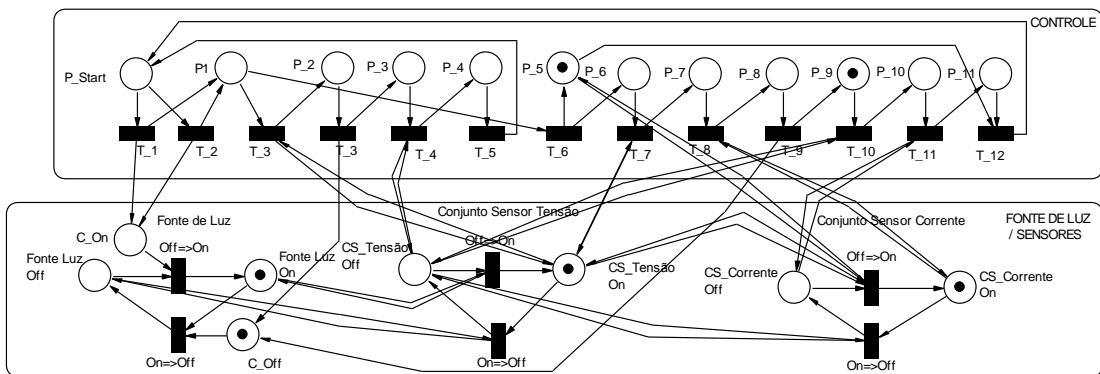 CONTROLE
P_Start
P1
P_2
P_3
P_4
P_5
P_6
P_7
P_8
P_9
P_10
P_11
T_1
T_2
T_3
T_3
T_4
T_5
T_6
T_7
T_8
T_9
T_10
T_11
T_12
FONTE DE LUZ
/ SENSORES
C_On
Fonte de Luz
Off=>On
Fonte Luz
Off
Fonte Luz
On
On=>Off
C_Off
Conjunto Sensor Tensão
Off=>On
CS_Tensão
Off
CS_Tensão
On
On=>Off
Conjunto Sensor Corrente
Off=>On
CS_Corrente
Off
CS_Corrente
On
On=>Off